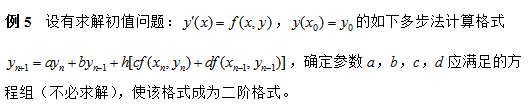 例 5 设有求解初值问题：y′(x) = f(x, y)，y(x₀) = y₀的如下多步法计算格式
yₙ₊₁ = ayₙ + byₙ₋₁ + h[cf(xₙ, yₙ) + df(xₙ₋₁, yₙ₋₁)]，确定参数 a，b，c，d 应满足的方
程组（不必求解），使该格式成为二阶格式。